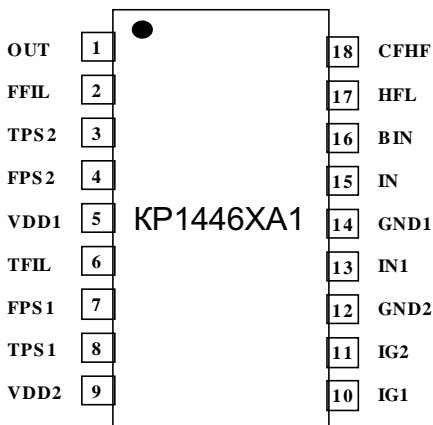 OUT 1 18 CFHF
FFIL 2 17 HFL
TPS2 3 16 BIN
FPS2 4 15 IN
VDD1 5 КР1446ХА1 14 GND1
TFIL 6 13 IN1
FPS1 7 12 GND2
TPS1 8 11 IG2
VDD2 9 10 IG1